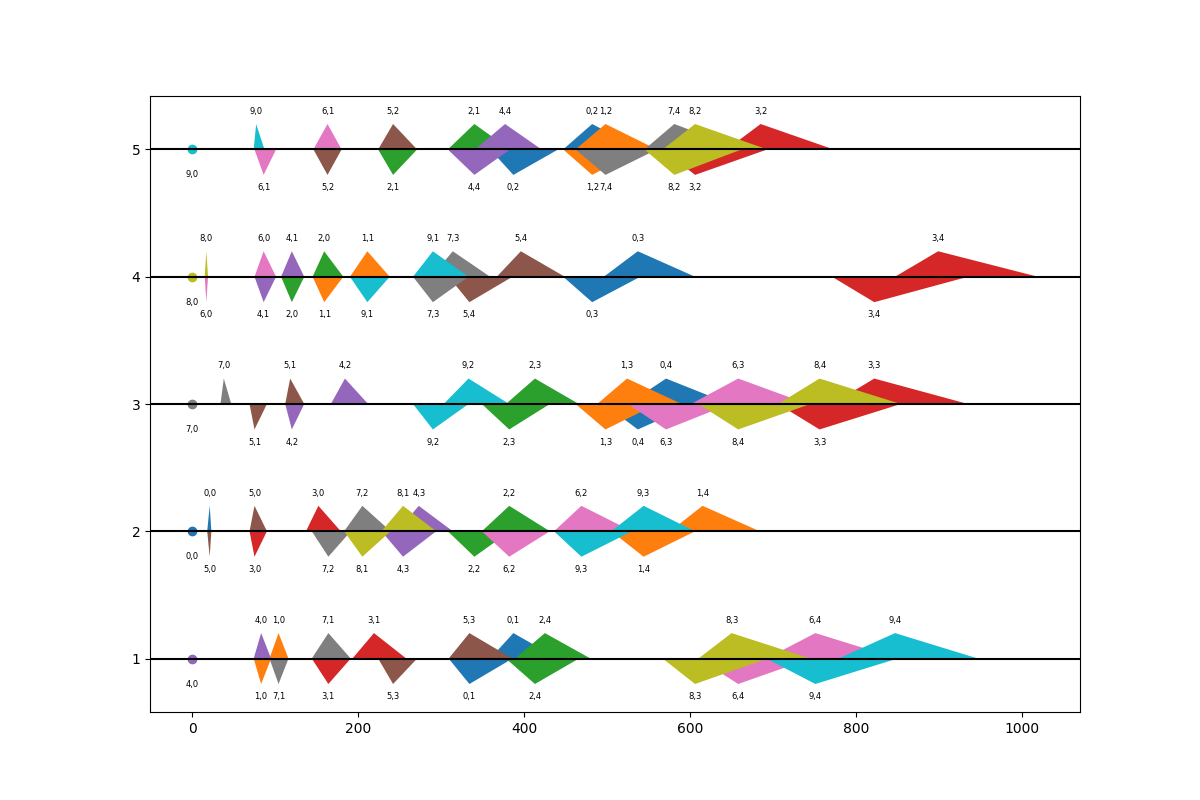 9,0 6,1 5,2 2,1 4,4 0,2 1,2 7,4 8,2 3,2
5
9,0 6,1 5,2 2,1 4,4 0,2 1,2 7,4 8,2 3,2
8,0 6,0 4,1 2,0 1,1 9,1 7,3 5,4 0,3 3,4
4
8,0 6,0 4,1 2,0 1,1 9,1 7,3 5,4 0,3 3,4
7,0 5,1 4,2 9,2 2,3 1,3 0,4 6,3 8,4 3,3
3
7,0 5,1 4,2 9,2 2,3 1,3 0,4 6,3 8,4 3,3
0,0 5,0 3,0 7,2 8,1 4,3 2,2 6,2 9,3 1,4
2
0,0 5,0 3,0 7,2 8,1 4,3 2,2 6,2 9,3 1,4
4,0 1,0 7,1 3,1 5,3 0,1 2,4 8,3 6,4 9,4
1
4,0 1,0 7,1 3,1 5,3 0,1 2,4 8,3 6,4 9,4
0 200 400 600 800 1000